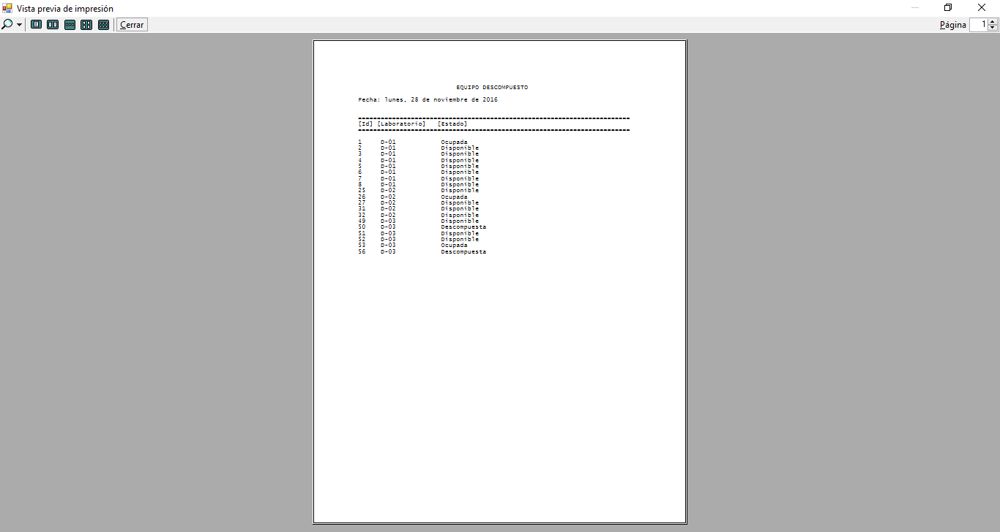 Vista previa de impresión
Cerrar
Página 1
EQUIPO DESCOMPUESTO
Fecha: lunes, 28 de noviembre de 2016
[Id] [Laboratorio] [Estado]
1 D-01 Ocupada
2 D-01 Disponible
3 D-01 Disponible
4 D-01 Disponible
5 D-01 Disponible
6 D-01 Disponible
7 D-01 Disponible
8 D-01 Disponible
25 D-02 Disponible
26 D-02 Ocupada
27 D-02 Disponible
31 D-02 Disponible
32 D-02 Disponible
49 D-03 Disponible
50 D-03 Descompuesta
51 D-03 Disponible
52 D-03 Disponible
53 D-03 Ocupada
56 D-03 Descompuesta